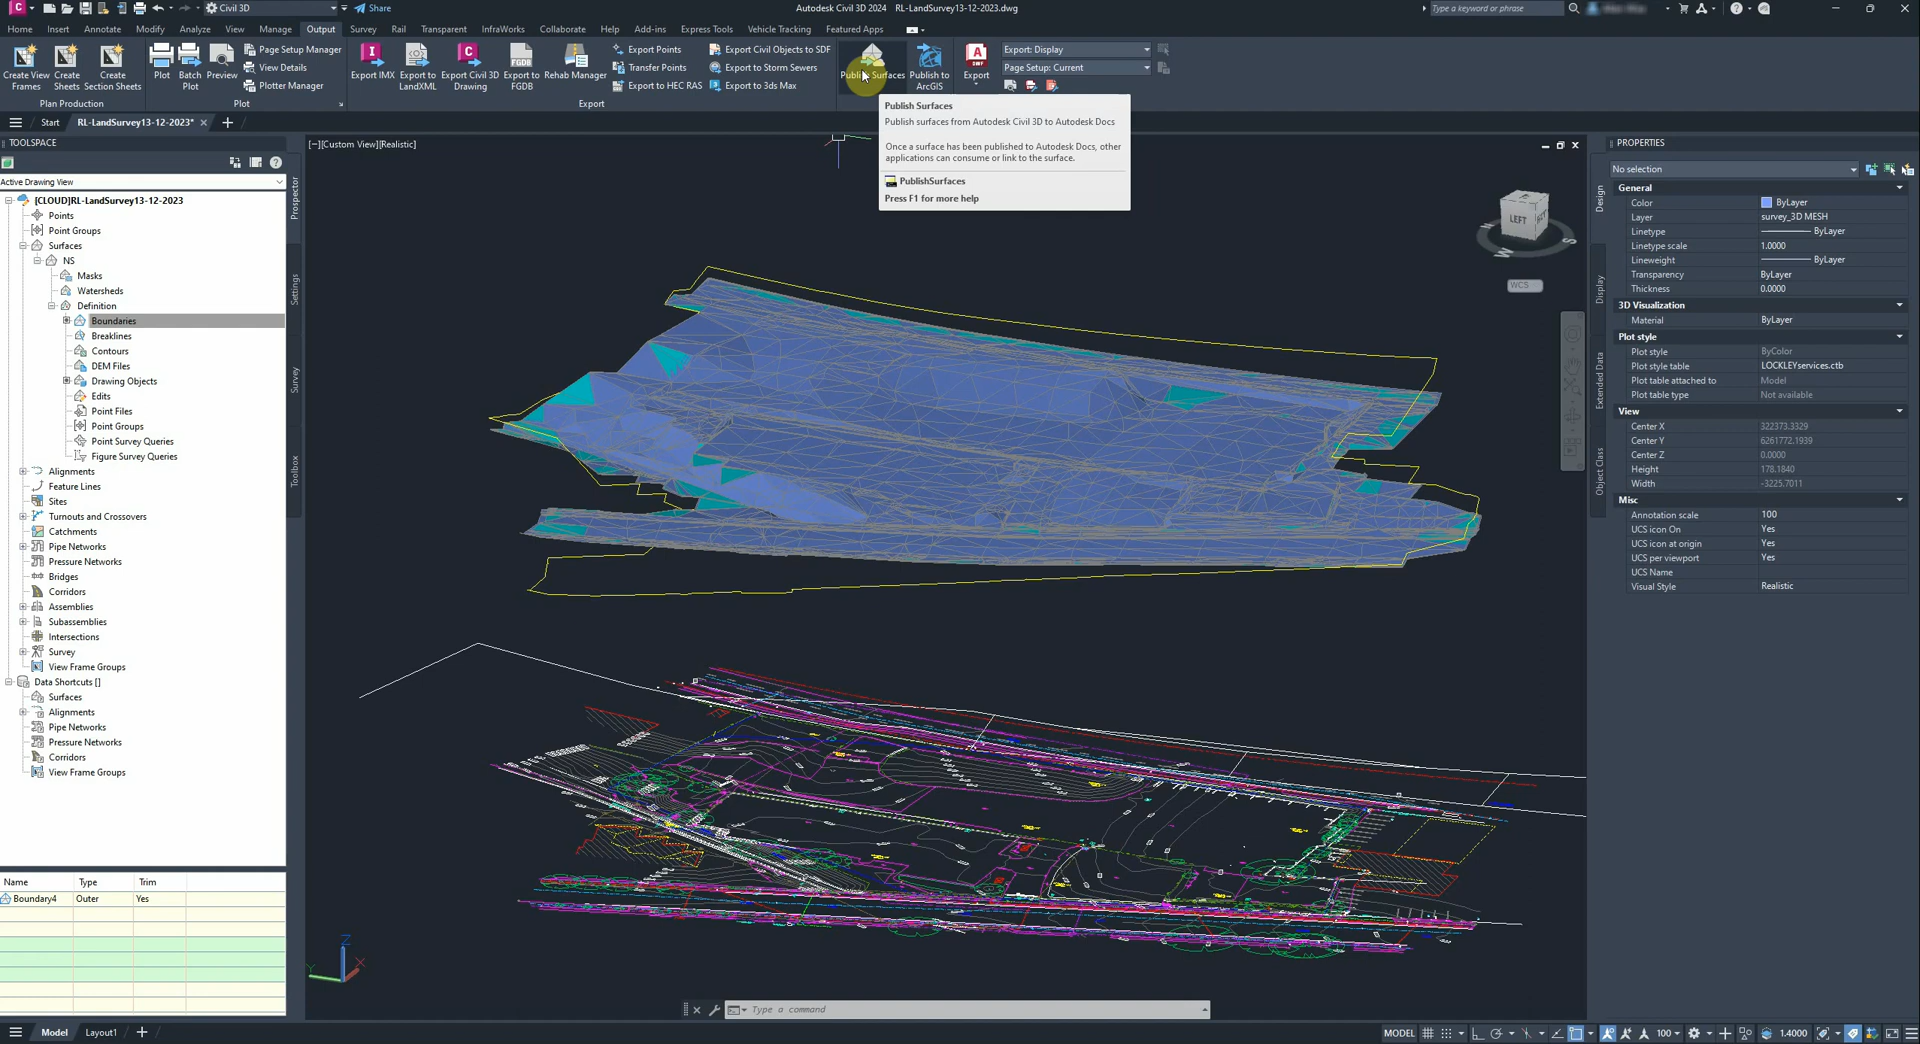 Civil 3D
Share
Autodesk Civil 3D 2024 RL-LandSurvey13-12-2023.dwg
Type a keyword or phrase
Home Insert Annotate Modify Analyze View Manage Output Survey Rail Transparent InfraWorks Collaborate Help Add-ins Express Tools Vehicle Tracking Featured Apps
Create View Frames
Create Sheets
Create Section Sheets
Plan Production
Plot
Batch Plot
Preview
Page Setup Manager
View Details
Plotter Manager
Plot
Export IMX
Export to LandXML
Export Civil 3D Drawing
Export to FGDB
Rehab Manager
Export Points
Transfer Points
Export to HEC RAS
Export Civil Objects to SDF
Export to Storm Sewers
Export to 3ds Max
Export
Publish Surfaces
Publish to ArcGIS
Export
Export: Display
Page Setup: Current
Publish Surfaces
Publish surfaces from Autodesk Civil 3D to Autodesk Docs
Once a surface has been published to Autodesk Docs, other
applications can consume or link to the surface.
PublishSurfaces
Press F1 for more help
Start RL-LandSurvey13-12-2023*
TOOLSPACE
Active Drawing View
[CLOUD]RL-LandSurvey13-12-2023
Points
Point Groups
Surfaces
NS
Masks
Watersheds
Definition
Boundaries
Breaklines
Contours
DEM Files
Drawing Objects
Edits
Point Files
Point Groups
Point Survey Queries
Figure Survey Queries
Alignments
Feature Lines
Sites
Turnouts and Crossovers
Catchments
Pipe Networks
Pressure Networks
Bridges
Corridors
Assemblies
Subassemblies
Intersections
Survey
View Frame Groups
Data Shortcuts []
Surfaces
Alignments
Pipe Networks
Pressure Networks
Corridors
View Frame Groups
Prospector
Settings
Survey
Toolbox
Name Type Trim
Boundary4 Outer Yes
[−][Custom View][Realistic]
LEFT
N
W
S
WCS
Z
X
Y
Type a command
PROPERTIES
No selection
Design
Display
Extended Data
Object Class
General
Color ByLayer
Layer survey_3D MESH
Linetype ByLayer
Linetype scale 1.0000
Lineweight ByLayer
Transparency ByLayer
Thickness 0.0000
3D Visualization
Material ByLayer
Plot style
Plot style ByColor
Plot style table LOCKLEYservices.ctb
Plot table attached to Model
Plot table type Not available
View
Center X 322373.3329
Center Y 6261772.1939
Center Z 0.0000
Height 178.1840
Width -3225.7011
Misc
Annotation scale 100
UCS icon On Yes
UCS icon at origin Yes
UCS per viewport Yes
UCS Name
Visual Style Realistic
Model Layout1
MODEL
100
1.4000